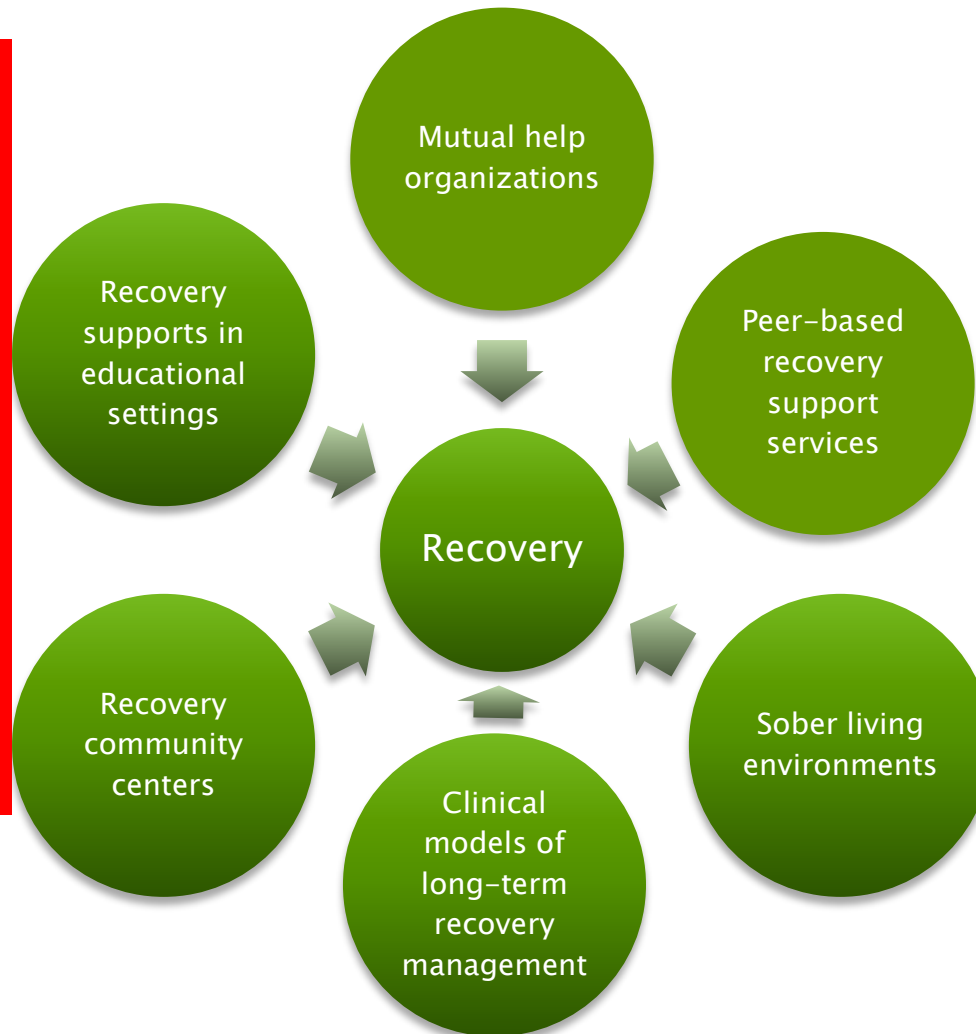 Mutual help
organizations
Peer-based
recovery
support
services
Sober living
environments
Clinical
models of
long-term
recovery
management
Recovery
community
centers
Recovery
supports in
educational
settings
Recovery